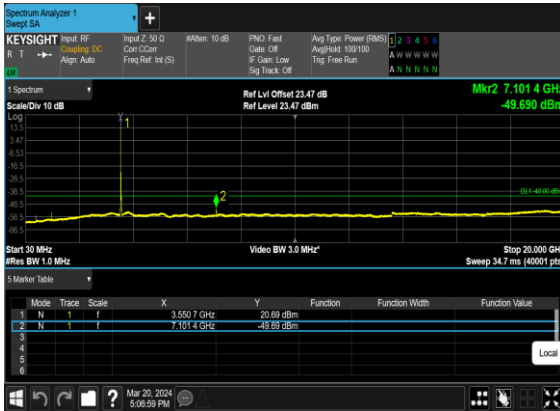 Spectrum Analyzer 1
Swept SA
+
KEYSIGHT
R T
Input: RF
Coupling: DC
Align: Auto
Input Z: 50 Ω
Corr CCorr
Freq Ref: Int (S)
#Atten: 10 dB
PNO: Fast
Gate: Off
IF Gain: Low
Sig Track: Off
Avg Type: Power (RMS)
Avg|Hold: 100/100
Trig: Free Run
1 2 3 4 5 6
A W W W W W
A N N N N N
1 Spectrum
Scale/Div 10 dB
Ref Lvl Offset 23.47 dB
Ref Level 23.47 dBm
Mkr2 7.101 4 GHz
-49.690 dBm
Log
13.5
3.47
-6.53
-16.5
-26.5
-36.5
-46.5
-56.5
-66.5
1
2
DL1 -40.00 dBm
Start 30 MHz
#Res BW 1.0 MHz
Video BW 3.0 MHz*
Stop 20.000 GH
Sweep 34.7 ms (40001 pts
5 Marker Table
Mode Trace Scale X Y Function Function Width Function Value
1 N 1 f 3.550 7 GHz 20.69 dBm
2 N 1 f 7.101 4 GHz -49.69 dBm
3
4
5
6
Local
?
Mar 20, 2024
5:06:59 PM